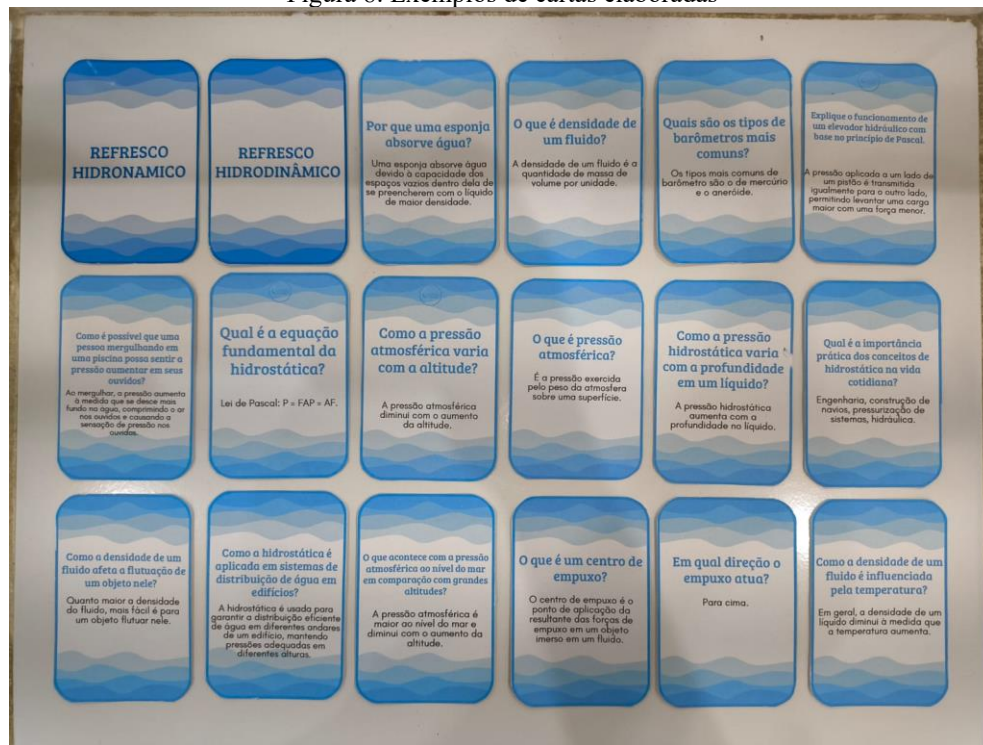 Figura 6: Exemplos de cartas elaboradas
REFRESCO
HIDRONAMICO
REFRESCO
HIDRODINÂMICO
Por que uma esponja
absorve água?
Uma esponja absorve água
devido à capacidade dos
espaços vazios dentro dela de
se preencherem com o líquido
de maior densidade.
O que é densidade de
um fluido?
A densidade de um fluido é a
quantidade de massa de
volume por unidade.
Quais são os tipos de
barômetros mais
comuns?
Os tipos mais comuns de
barômetro são o de mercúrio
e o aneróide.
Explique o funcionamento de
um elevador hidráulico com
base no princípio de Pascal.
A pressão aplicada a um lado de
um pistão é transmitida
igualmente para o outro lado,
permitindo levantar uma carga
maior com uma força menor.
Como é possível que uma
pessoa mergulhando em
uma piscina possa sentir a
pressão aumentar em seus
ouvidos?
Ao mergulhar, a pressão aumenta
à medida que se desce mais
fundo na água, comprimindo o ar
nos ouvidos e causando a
sensação de pressão nos
ouvidos.
Qual é a equação
fundamental da
hidrostática?
Lei de Pascal: P = FAP = AF.
Como a pressão
atmosférica varia
com a altitude?
A pressão atmosférica
diminui com o aumento
da altitude.
O que é pressão
atmosférica?
É a pressão exercida
pelo peso da atmosfera
sobre uma superfície.
Como a pressão
hidrostática varia
com a profundidade
em um líquido?
A pressão hidrostática
aumenta com a
profundidade no líquido.
Qual é a importância
prática dos conceitos de
hidrostática na vida
cotidiana?
Engenharia, construção de
navios, pressurização de
sistemas, hidráulica.
Como a densidade de um
fluido afeta a flutuação de
um objeto nele?
Quanto maior a densidade
do fluido, mais fácil é para
um objeto flutuar nele.
Como a hidrostática é
aplicada em sistemas de
distribuição de água em
edifícios?
A hidrostática é usada para
garantir a distribuição eficiente
de água em diferentes andares
de um edifício, mantendo
pressões adequadas em
diferentes alturas.
O que acontece com a pressão
atmosférica ao nível do mar
em comparação com grandes
altitudes?
A pressão atmosférica é
maior ao nível do mar e
diminui com o aumento da
altitude.
O que é um centro de
empuxo?
O centro de empuxo é o
ponto de aplicação da
resultante das forças de
empuxo em um objeto
imerso em um fluido.
Em qual direção o
empuxo atua?
Para cima.
Como a densidade de um
fluido é influenciada
pela temperatura?
Em geral, a densidade de um
líquido diminui à medida que
a temperatura aumenta.